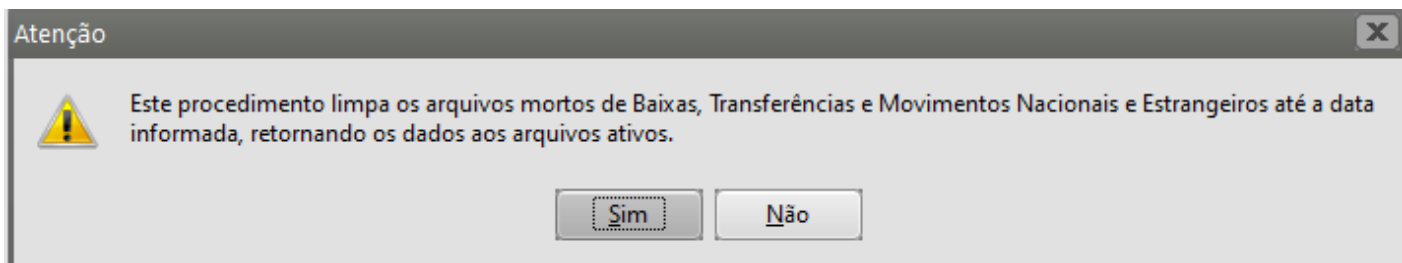 Atenção
Este procedimento limpa os arquivos mortos de Baixas, Transferências e Movimentos Nacionais e Estrangeiros até a data
informada, retornando os dados aos arquivos ativos.
Sim Não